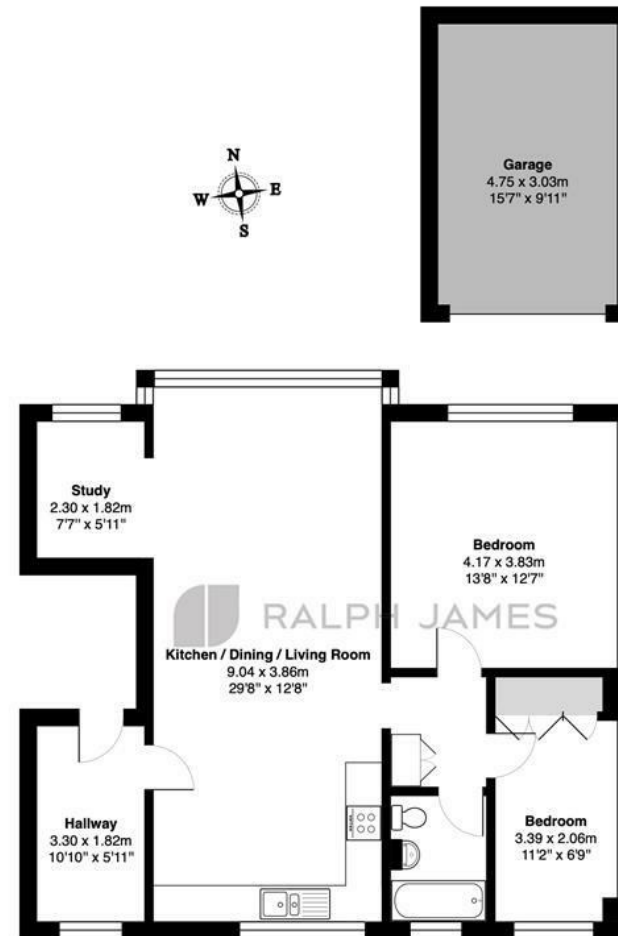 Garage
4.75 x 3.03m
15'7" x 9'11"
N
W E
S
Study
2.30 x 1.82m
7'7" x 5'11"
Bedroom
4.17 x 3.83m
13'8" x 12'7"
RALPH JAMES
Kitchen / Dining / Living Room
9.04 x 3.86m
29'8" x 12'8"
Hallway
3.30 x 1.82m
10'10" x 5'11"
Bedroom
3.39 x 2.06m
11'2" x 6'9"